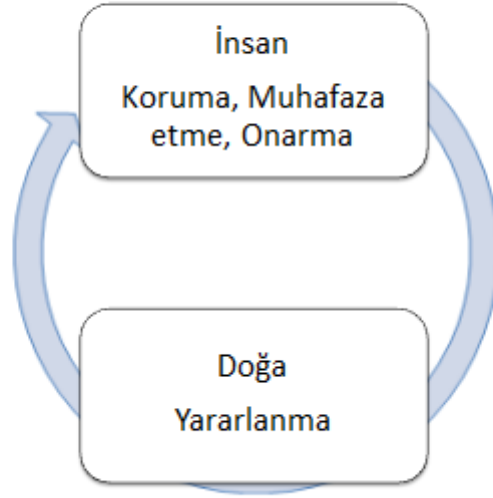 İnsan
Koruma, Muhafaza
etme, Onarma
Doğa
Yararlanma